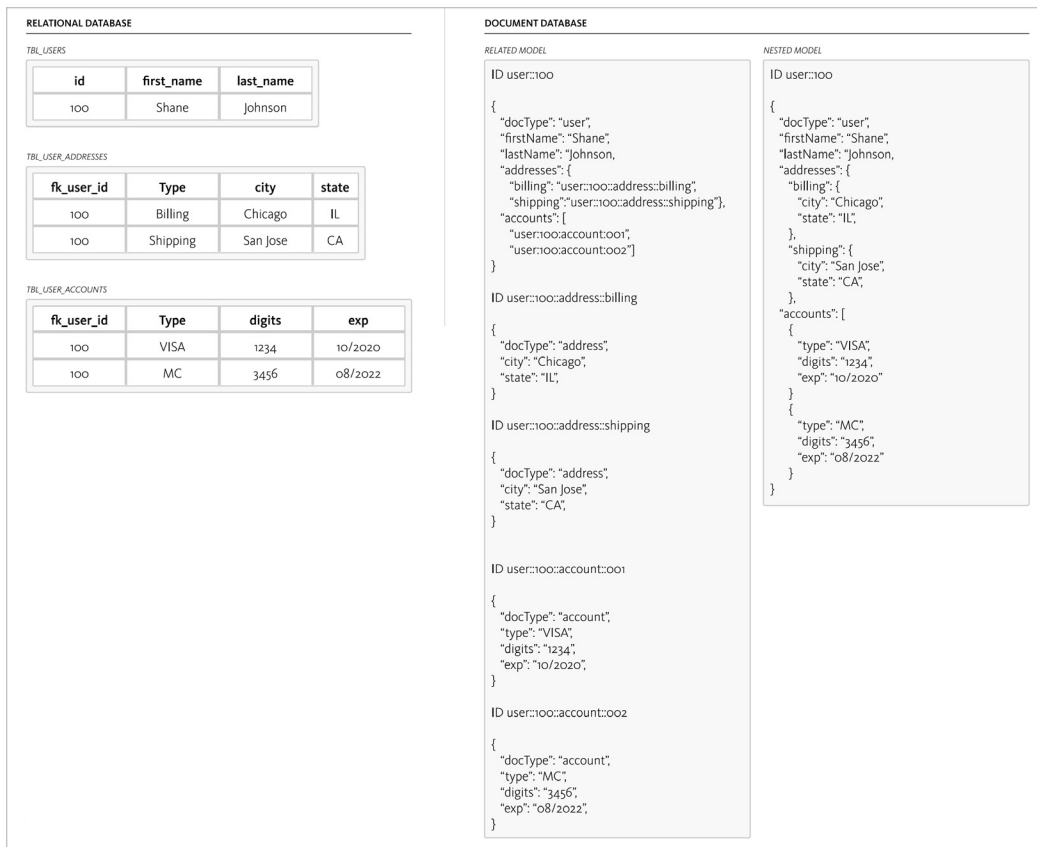 RELATIONAL DATABASE
TBL_USERS
id first_name last_name
100 Shane Johnson
TBL_USER_ADDRESSES
fk_user_id Type city state
100 Billing Chicago IL
100 Shipping San Jose CA
TBL_USER_ACCOUNTS
fk_user_id Type digits exp
100 VISA 1234 10/2020
100 MC 3456 08/2022
DOCUMENT DATABASE
RELATED MODEL
ID user::100
{
“docType”: “user”,
“firstName”: “Shane”,
“lastName”: “Johnson,
“addresses”: {
“billing”: “user::100::address::billing”,
“shipping”:“user::100::address::shipping”},
“accounts”: [
“user:100:account:001”,
“user:100:account:002”]
}
ID user::100::address::billing
{
“docType”: “address”,
“city”: “Chicago”,
“state”: “IL”,
}
ID user::100::address::shipping
{
“docType”: “address”,
“city”: “San Jose”,
“state”: “CA”,
}
ID user::100::account::001
{
“docType”: “account”,
“type”: “VISA”,
“digits”: “1234”,
“exp”: “10/2020”,
}
ID user::100::account::002
{
“docType”: “account”,
“type”: “MC”,
“digits”: “3456”,
“exp”: “08/2022”,
}
NESTED MODEL
ID user::100
{
“docType”: “user”,
“firstName”: “Shane”,
“lastName”: “Johnson,
“addresses”: {
“billing”: {
“city”: “Chicago”,
“state”: “IL”,
},
“shipping”: {
“city”: “San Jose”,
“state”: “CA”,
},
“accounts”: [
{
“type”: “VISA”,
“digits”: “1234”,
“exp”: “10/2020”
}
{
“type”: “MC”,
“digits”: “3456”,
“exp”: “08/2022”
}
}